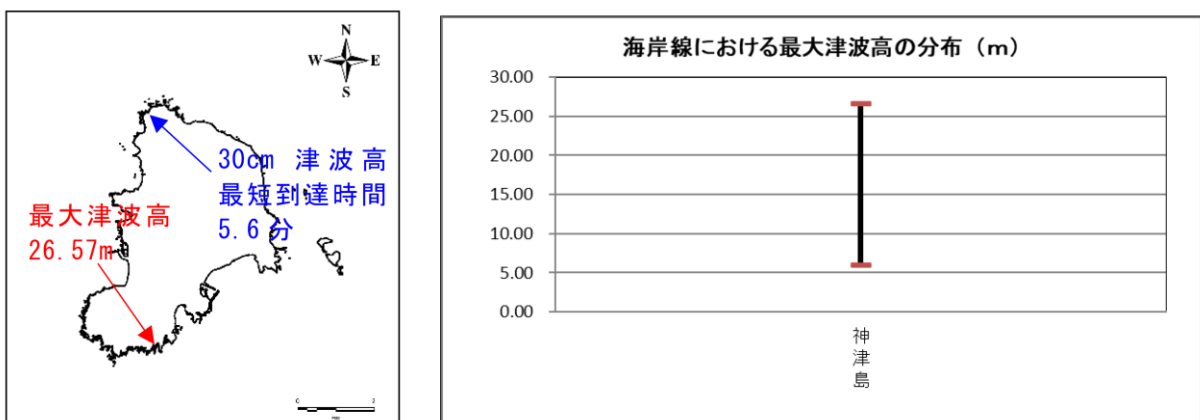 N
W E
S
30cm 津波高
最短到達時間
5.6 分
最大津波高
26.57m
0 2
海岸線における最大津波高の分布（m）
30.00
25.00
20.00
15.00
10.00
5.00
0.00
神津島